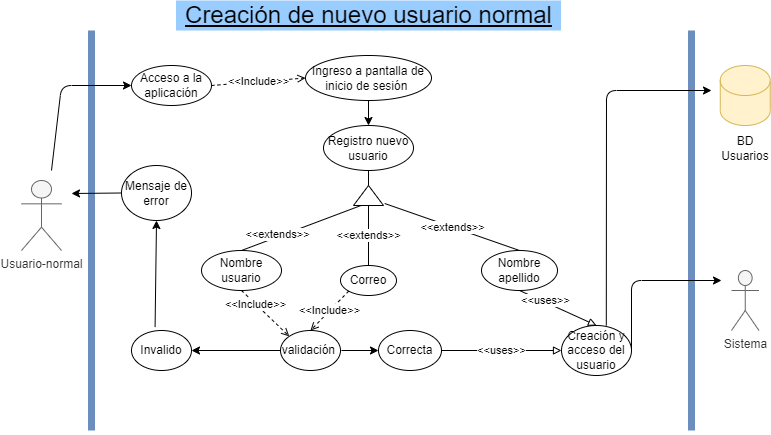 Creación de nuevo usuario normal
Acceso a la
aplicación
<<Include>>
Ingreso a pantalla de
inicio de sesión
BD
Usuarios
Registro nuevo
usuario
Mensaje de
error
Usuario-normal
<<extends>>
<<extends>>
<<extends>>
Nombre
usuario
Correo
Nombre
apellido
<<Include>>
<<Include>>
<<uses>>
Invalido
validación
Correcta
<<uses>>
Creación y
acceso del
usuario
Sistema